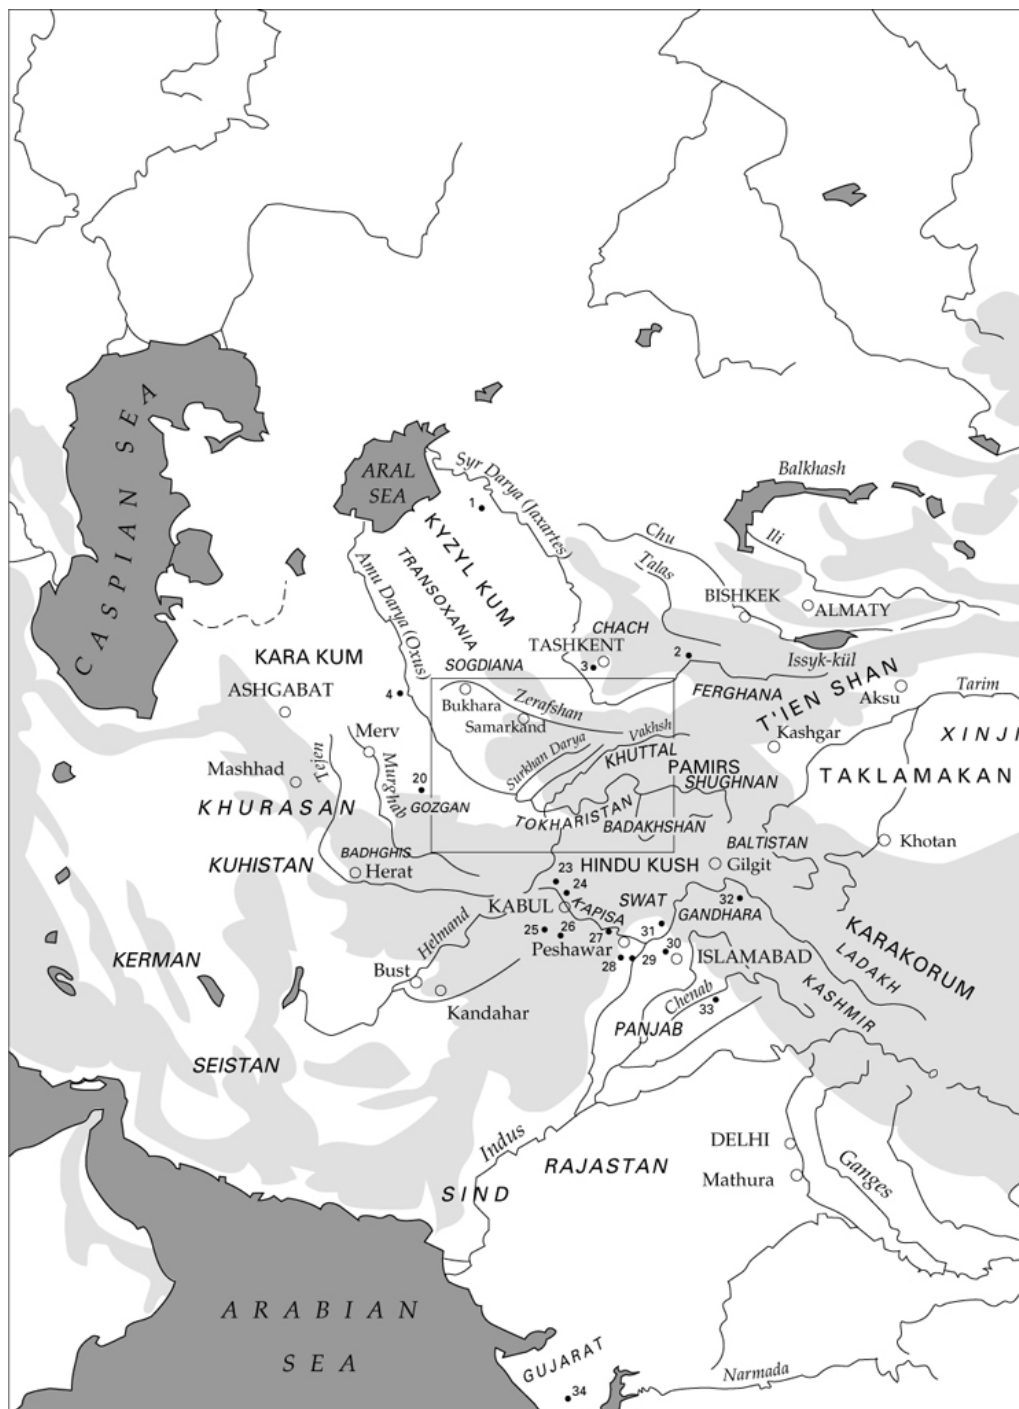 CASPIAN SEA
ARAL
SEA
Syr Darya (Jaxartes)
1
KYZYL KUM
TRANSOXANIA
Amu Darya (Oxus)
Balkhash
Ili
Chu
Talas
BISHKEK
ALMATY
CHACH
TASHKENT
3
2
Issyk-kül
KARA KUM
SOGDIANA
FERGHANA
T'IEN SHAN
Aksu
Tarim
ASHGABAT
4
Bukhara
Zerafshan
Samarkand
Kashgar
XINJI
Merv
Tejen
Murghab
Surkhan Darya
Vakhsh
KHUTTAL
PAMIRS
SHUGHNAN
TAKLAMAKAN
Mashhad
20
GOZGAN
KHURASAN
TOKHARISTAN
BADAKHSHAN
BALTISTAN
Khotan
BADHGHIS
KUHISTAN
Herat
23
HINDU KUSH
Gilgit
24
KABUL
KAPISA
SWAT
32
GANDHARA
Helmand
25
26
27
31
Peshawar
30
28
29
ISLAMABAD
KARAKORUM
LADAKH
KASHMIR
KERMAN
Bust
Kandahar
Chenab
33
PANJAB
SEISTAN
Indus
DELHI
RAJASTAN
Mathura
Ganges
SIND
ARABIAN
SEA
GUJARAT
34
Narmada